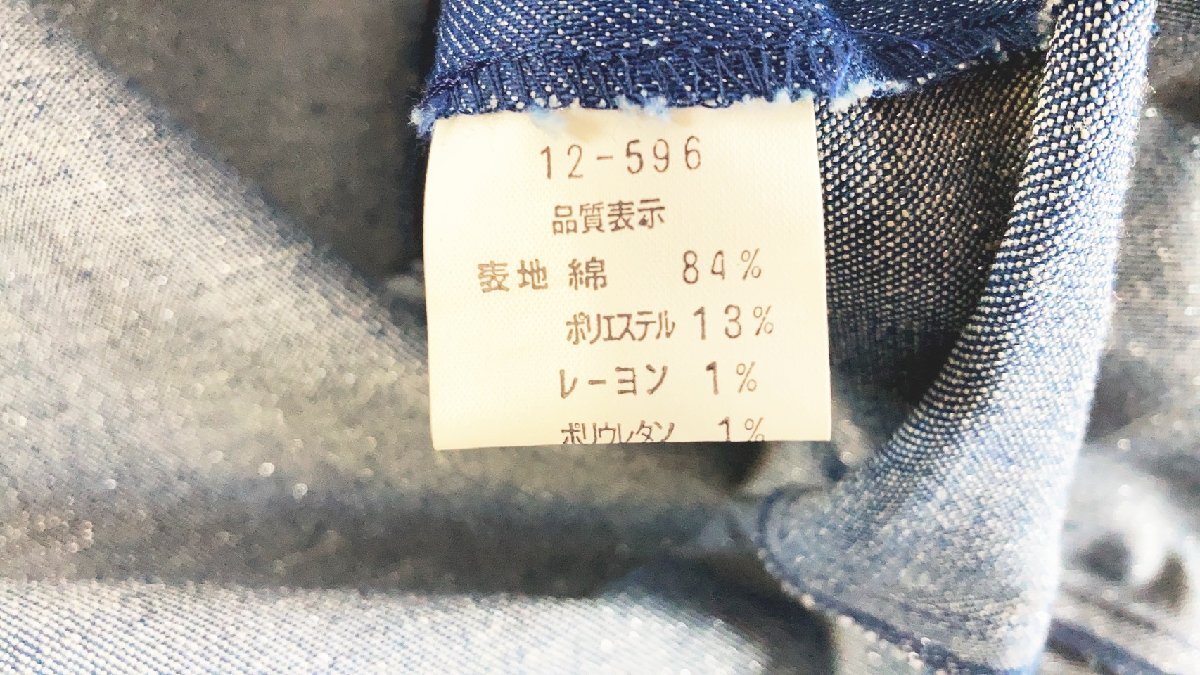 12-596
品質表示
表地 綿 84%
ポリエステル 13%
レーヨン 1%
ポリウレタン 1%